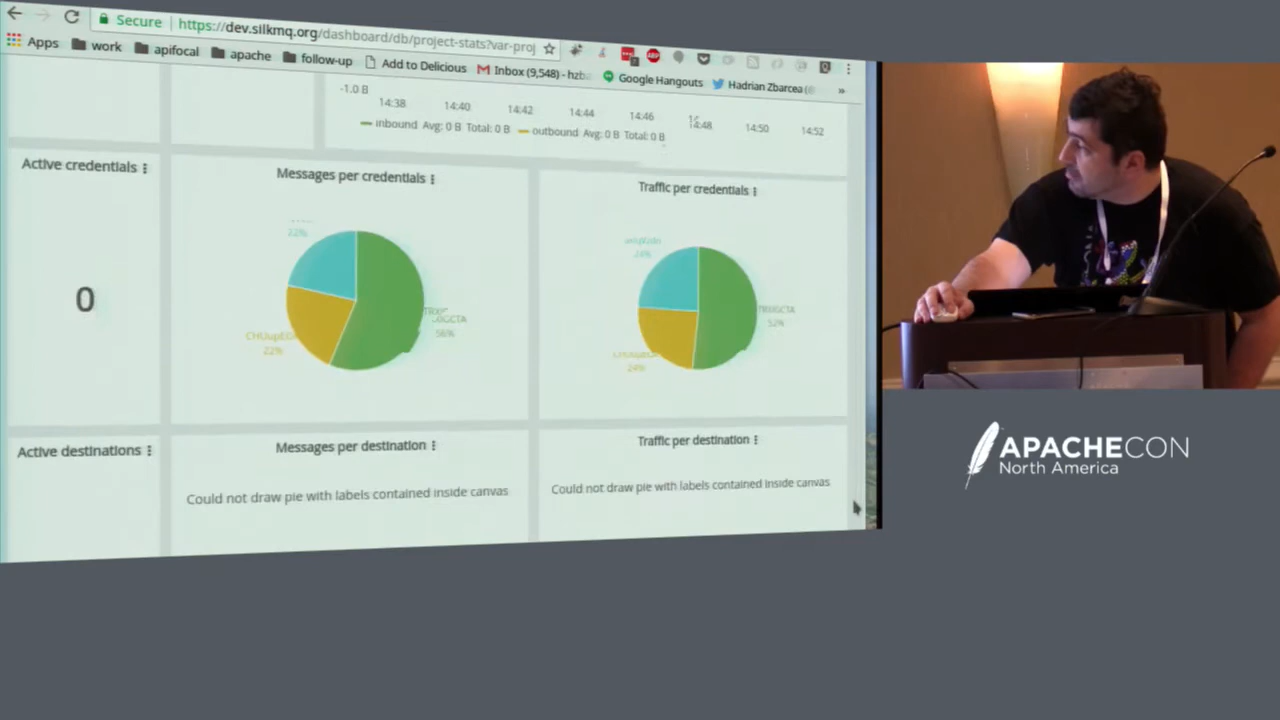 Secure | https://dev.silkmq.org/dashboard/db/project-stats?var-proj
Apps work apifocal apache follow-up Add to Delicious Inbox (9,548) - hzb Google Hangouts Hadrian Zbarcea (@ »
-1.0 B
14:38 14:40 14:42 14:44 14:46 14:48 14:50 14:52
inbound Avg: 0 B Total: 0 B outbound Avg: 0 B Total: 0 B
Active credentials
0
Messages per credentials
22%
56%
22%
Traffic per credentials
24%
52%
24%
Active destinations
Messages per destination
Could not draw pie with labels contained inside canvas
Traffic per destination
Could not draw pie with labels contained inside canvas
APACHECON
North America